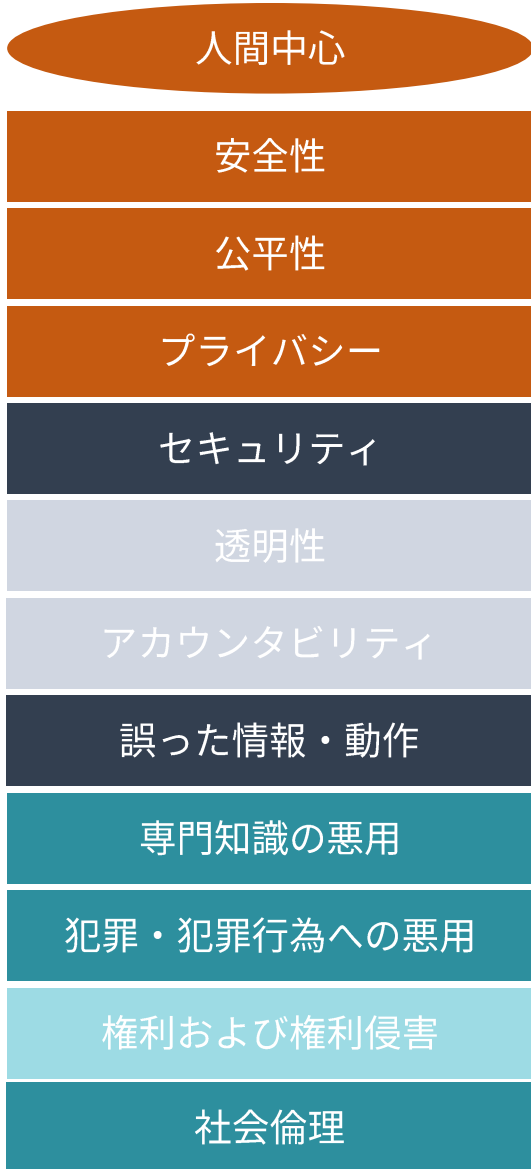 人間中心
安全性
公平性
プライバシー
セキュリティ
透明性
アカウンタビリティ
誤った情報・動作
専門知識の悪用
犯罪・犯罪行為への悪用
権利および権利侵害
社会倫理